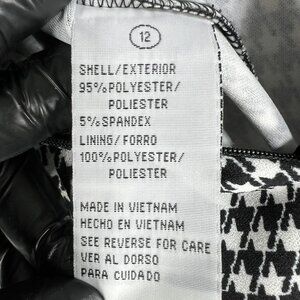 12
SHELL/EXTERIOR
95%POLYESTER/
POLIESTER
5%SPANDEX
LINING/FORRO
100%POLYESTER/
POLIESTER
MADE IN VIETNAM
HECHO EN VIETNAM
SEE REVERSE FOR CARE
VER AL DORSO
PARA CUIDADO